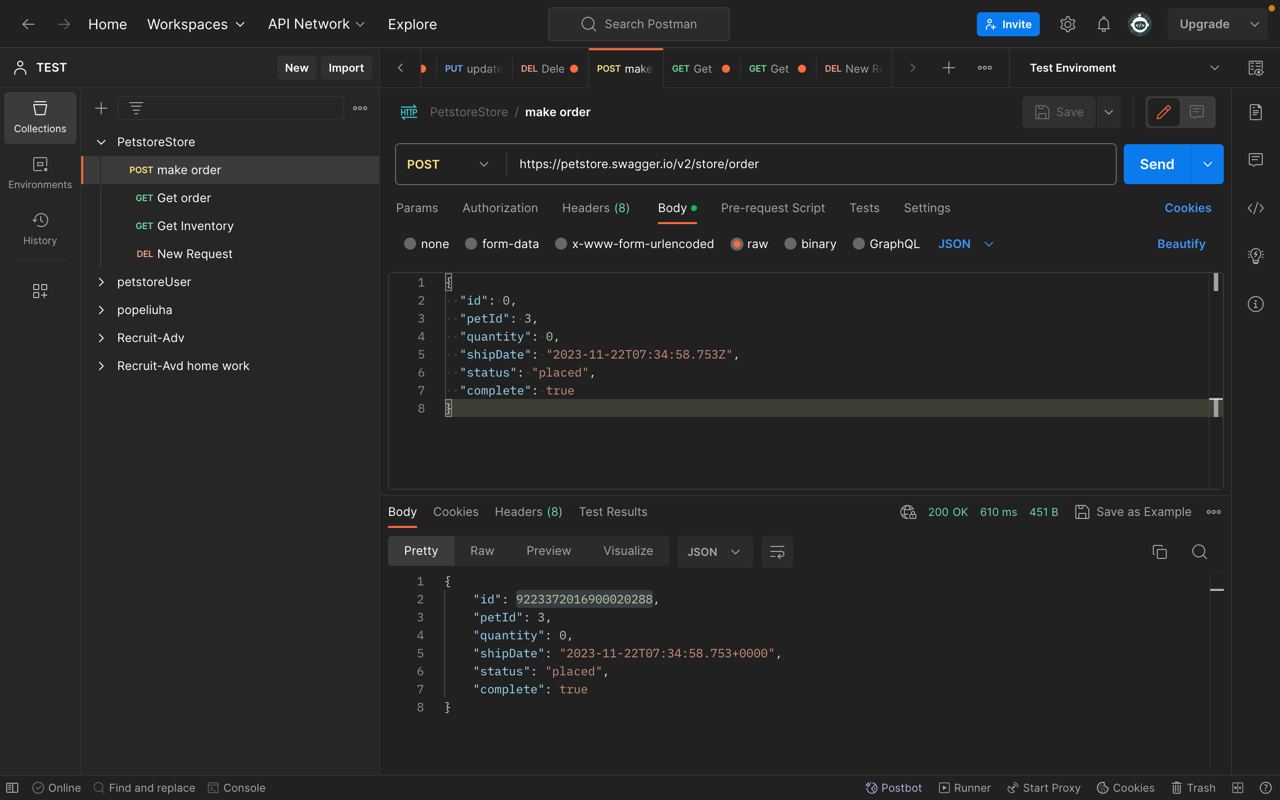 Home Workspaces API Network Explore Search Postman Invite Upgrade
TEST New Import
PUT update DEL Dele POST make GET Get GET Get DEL New R Test Enviroment
Collections
Environments
History
PetstoreStore
POST make order
GET Get order
GET Get Inventory
DEL New Request
petstoreUser
popeliuha
Recruit-Adv
Recruit-Avd home work
HTTP PetstoreStore / make order Save
POST https://petstore.swagger.io/v2/store/order Send
Params Authorization Headers (8) Body Pre-request Script Tests Settings Cookies
none form-data x-www-form-urlencoded raw binary GraphQL JSON Beautify
1 {
2 "id": 0,
3 "petId": 3,
4 "quantity": 0,
5 "shipDate": "2023-11-22T07:34:58.753Z",
6 "status": "placed",
7 "complete": true
8 }
Body Cookies Headers (8) Test Results 200 OK 610 ms 451 B Save as Example
Pretty Raw Preview Visualize JSON
1 {
2 "id": 9223372016900020288,
3 "petId": 3,
4 "quantity": 0,
5 "shipDate": "2023-11-22T07:34:58.753+0000",
6 "status": "placed",
7 "complete": true
8 }
Online Find and replace Console Postbot Runner Start Proxy Cookies Trash